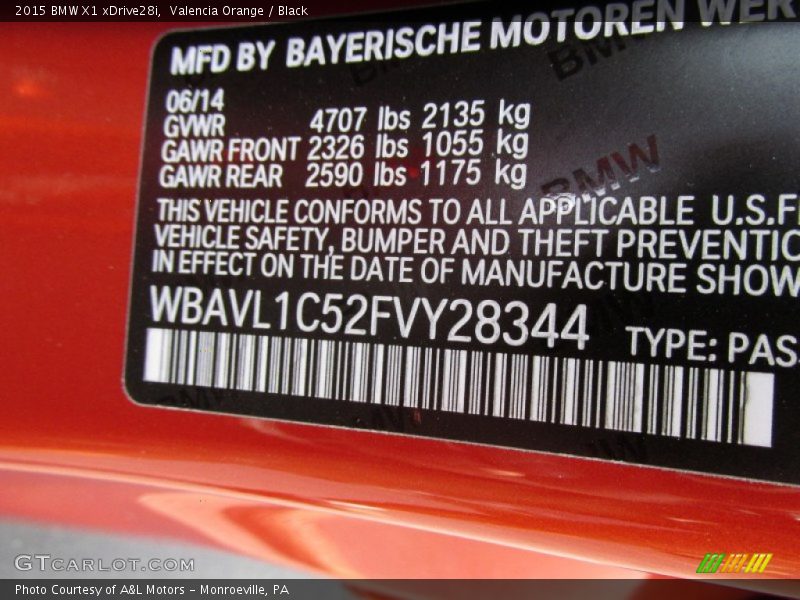 2015 BMW X1 xDrive28i, Valencia Orange / Black
MFD BY BAYERISCHE MOTOREN WER
06/14
GVWR 4707 lbs 2135 kg
GAWR FRONT 2326 lbs 1055 kg
GAWR REAR 2590 lbs 1175 kg
THIS VEHICLE CONFORMS TO ALL APPLICABLE U.S.F
VEHICLE SAFETY, BUMPER AND THEFT PREVENTIO
IN EFFECT ON THE DATE OF MANUFACTURE SHOW
WBAVL1C52FVY28344 TYPE: PAS
BMW
BMW
GTCARLOT.COM
Photo Courtesy of A&L Motors – Monroeville, PA